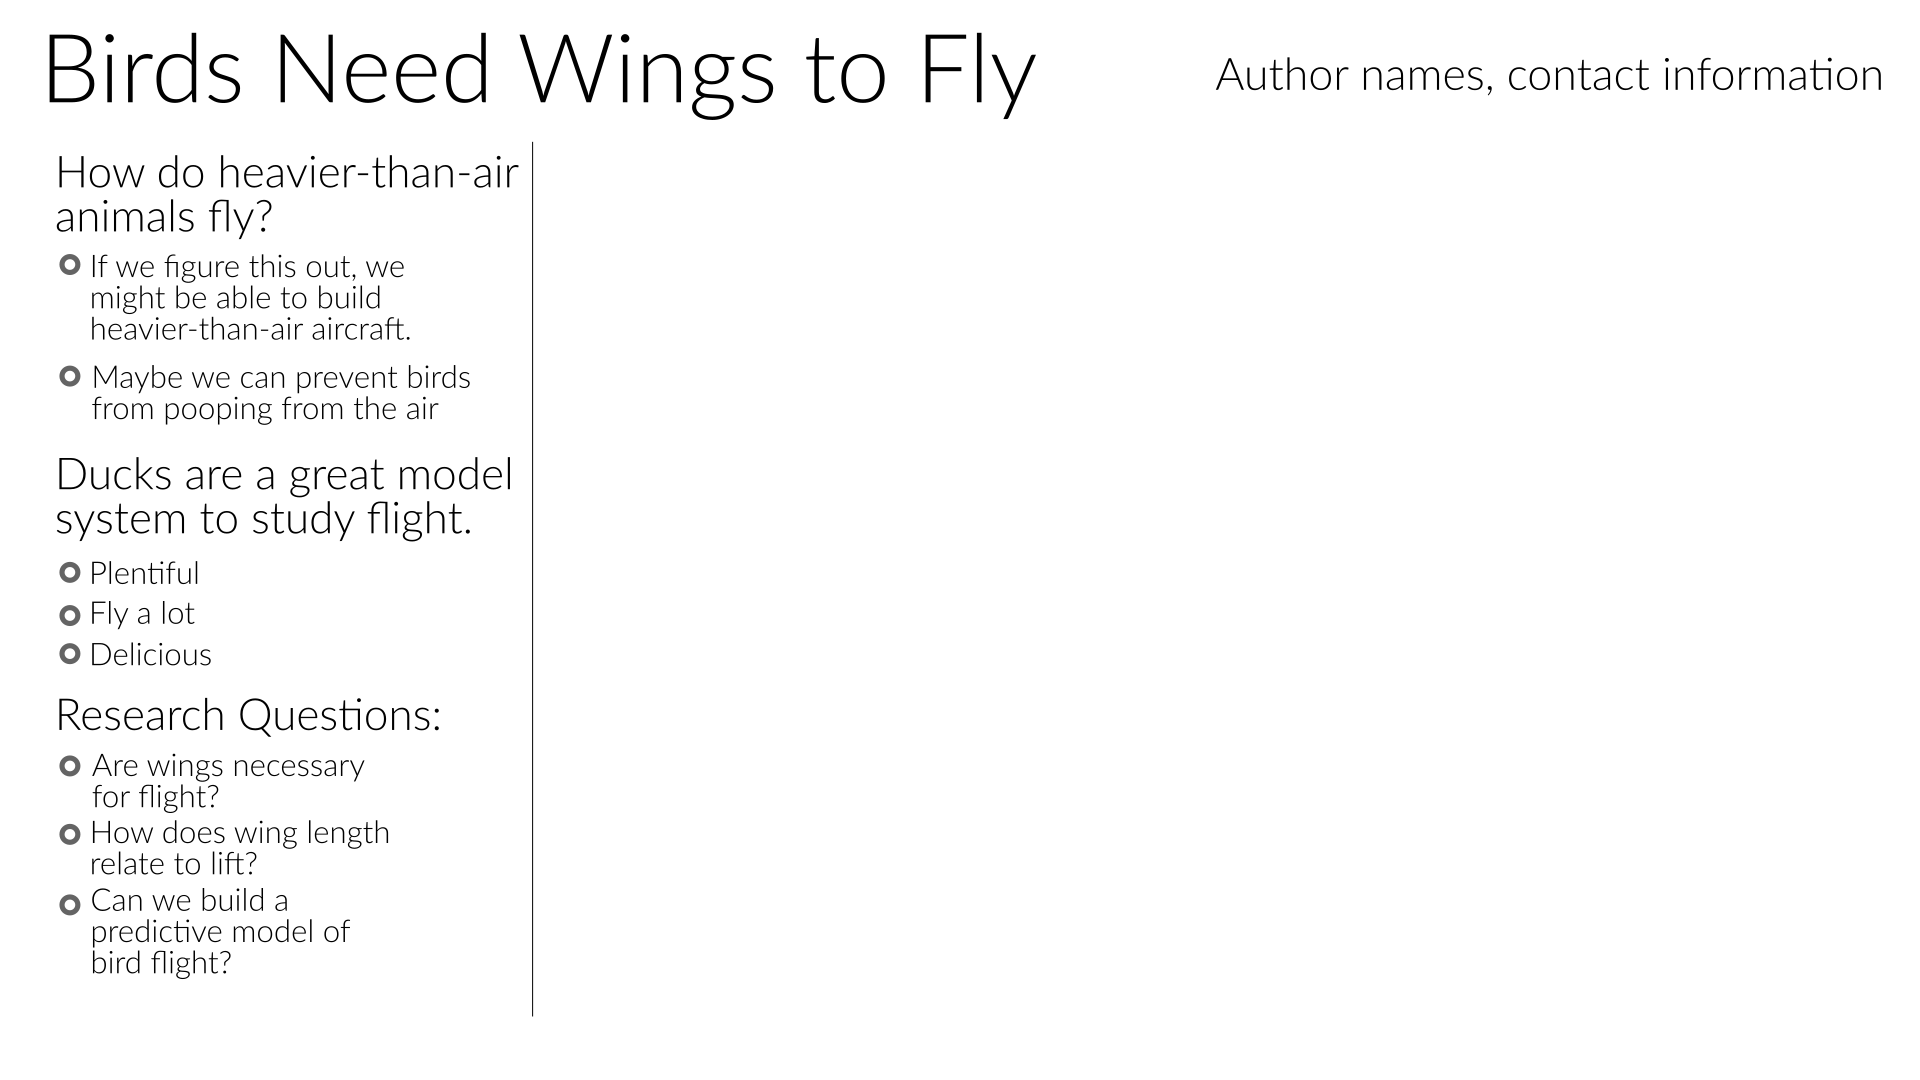 Birds Need Wings to Fly
Author names, contact information
How do heavier-than-air
animals fly?
If we figure this out, we
might be able to build
heavier-than-air aircraft.
Maybe we can prevent birds
from pooping from the air
Ducks are a great model
system to study flight.
Plentiful
Fly a lot
Delicious
Research Questions:
Are wings necessary
for flight?
How does wing length
relate to lift?
Can we build a
predictive model of
bird flight?